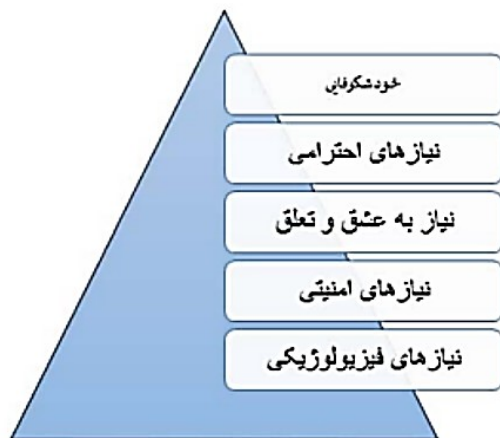 خودشکوفایی
نیازهای احترامی
نیاز به عشق و تعلق
نیازهای امنیتی
نیازهای فیزیولوژیکی